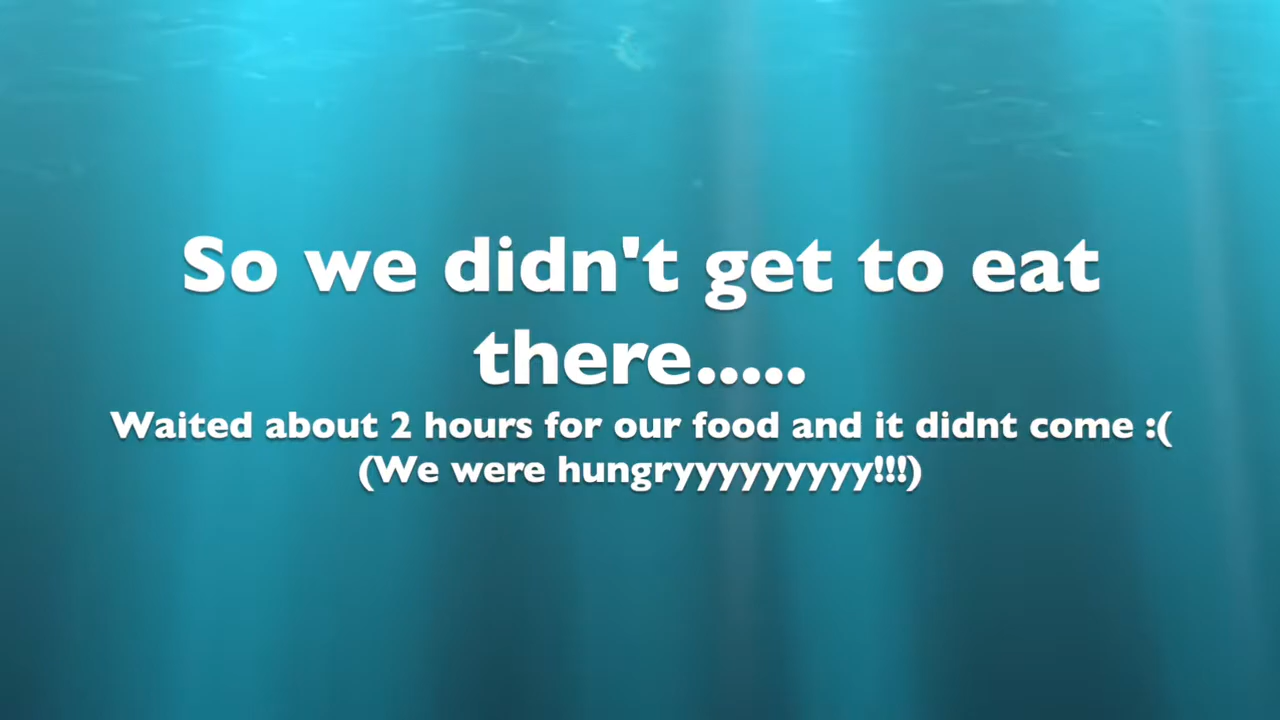 So we didn't get to eat
there.....
Waited about 2 hours for our food and it didnt come :(
(We were hungryyyyyyyyy!!!)